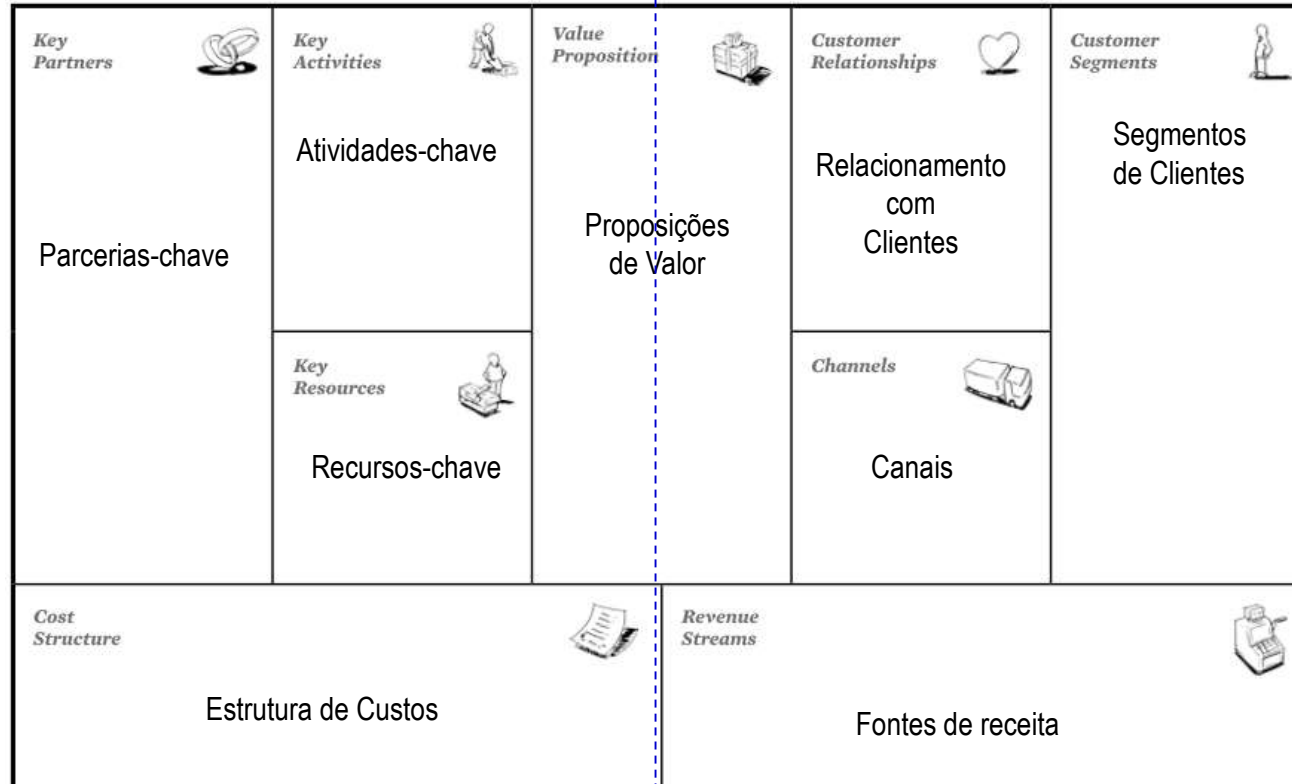 Key
Partners
Parcerias-chave
Key
Activities
Atividades-chave
Key
Resources
Recursos-chave
Value
Proposition
Proposições
de Valor
Customer
Relationships
Relacionamento
com
Clientes
Channels
Canais
Customer
Segments
Segmentos
de Clientes
Cost
Structure
Estrutura de Custos
Revenue
Streams
Fontes de receita